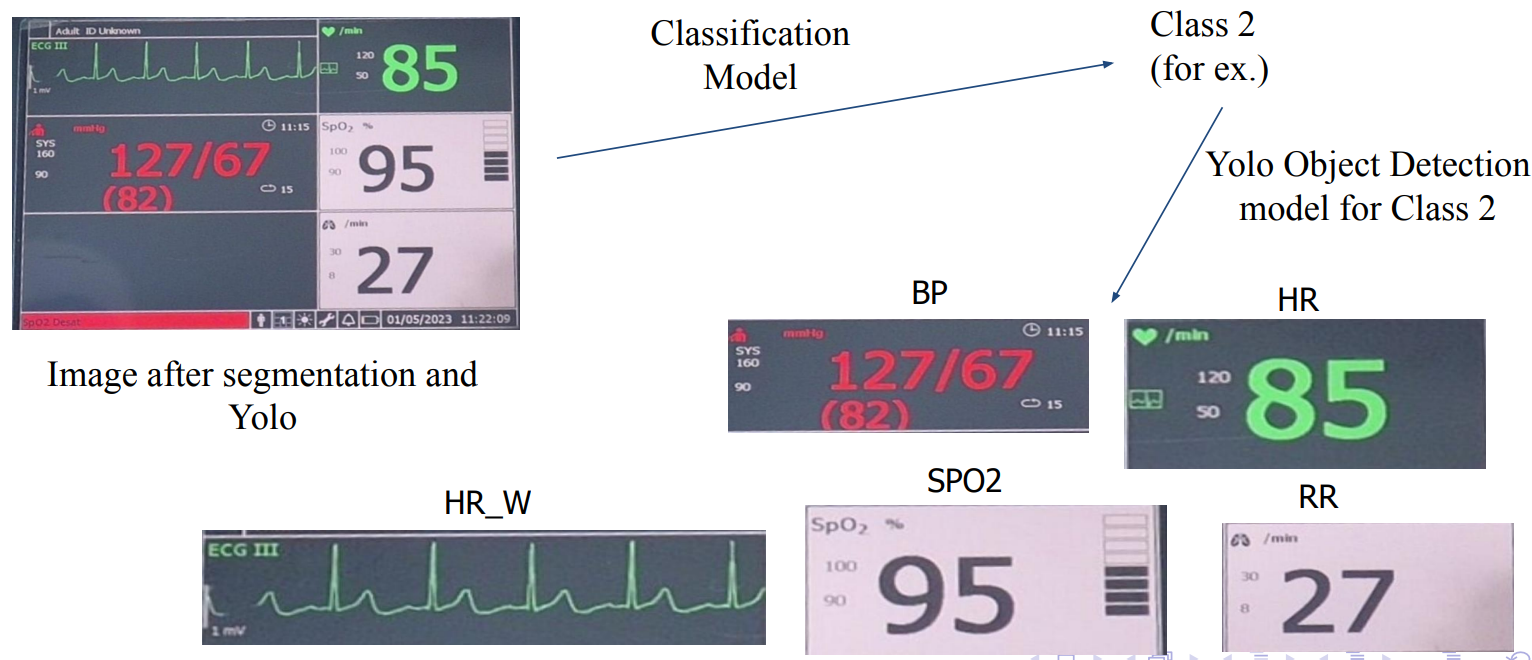 Adult ID Unknown
ECG III
1 mV
/min
120
50
85
mmHg
11:15
SYS
160
90
127/67
(82)
15
SpO₂ %
100
90
95
/min
30
8
27
SpO2 Desat
1
01/05/2023 11:22:09
Image after segmentation and
Yolo
Classification
Model
Class 2
(for ex.)
Yolo Object Detection
model for Class 2
BP
mmHg
11:15
SYS
160
90
127/67
(82)
15
HR
/min
120
50
85
HR_W
ECG III
1 mV
SPO2
SpO₂ %
100
90
95
RR
/min
30
8
27